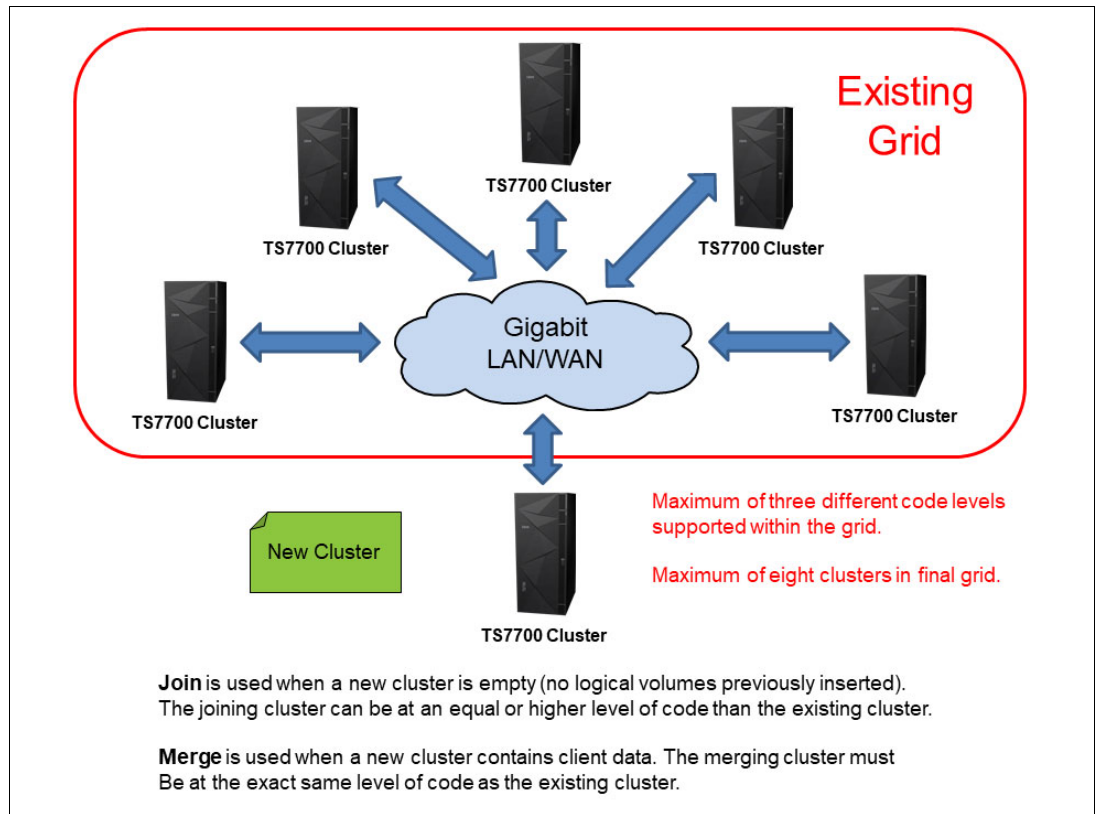 Existing
Grid
TS7700 Cluster
TS7700 Cluster
TS7700 Cluster
TS7700 Cluster
TS7700 Cluster
Gigabit
LAN/WAN
New Cluster
TS7700 Cluster
Maximum of three different code levels
supported within the grid.
Maximum of eight clusters in final grid.
Join is used when a new cluster is empty (no logical volumes previously inserted).
The joining cluster can be at an equal or higher level of code than the existing cluster.
Merge is used when a new cluster contains client data. The merging cluster must
Be at the exact same level of code as the existing cluster.